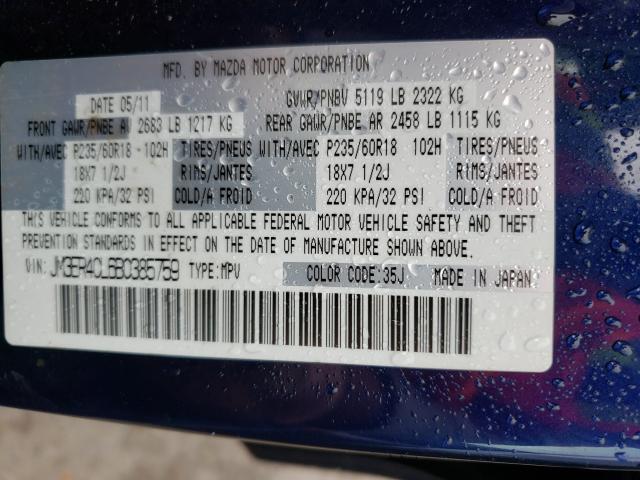 MFD. BY MAZDA MOTOR CORPORATION
DATE 05/11 GVWR/PNBV 5119 LB 2322 KG
FRONT GAWR/PNBE AV 2683 LB 1217 KG REAR GAWR/PNBE AR 2458 LB 1115 KG
WITH/AVEC P235/60R18 -102H TIRES/PNEUS WITH/AVEC P235/60R18 102H TIRES/PNEUS
18X7 1/2J RIMS/JANTES 18X7 1/2J RIMS/JANTES
220 KPA/32 PSI COLD/A FROID 220 KPA/32 PSI COLD/A FROID
THIS VEHICLE CONFORMS TO ALL APPLICABLE FEDERAL MOTOR VEHICLE SAFETY AND THEFT
PREVENTION STANDARDS IN EFFECT ON THE DATE OF MANUFACTURE SHOWN ABOVE.
VIN: JM3ER4CL6BC385759 TYPE:MPV COLOR CODE:35J MADE IN JAPAN